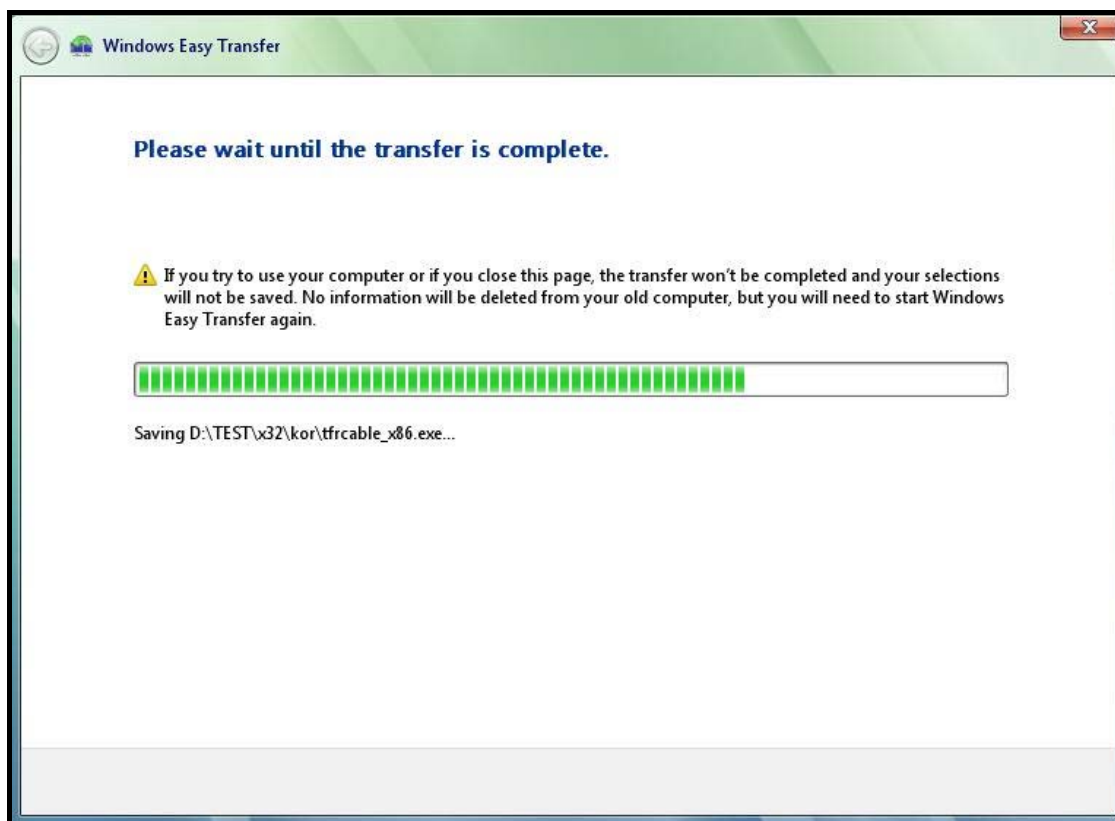 Windows Easy Transfer
Please wait until the transfer is complete.
If you try to use your computer or if you close this page, the transfer won't be completed and your selections
will not be saved. No information will be deleted from your old computer, but you will need to start Windows
Easy Transfer again.
Saving D:\TEST\x32\kor\tfrcable_x86.exe...